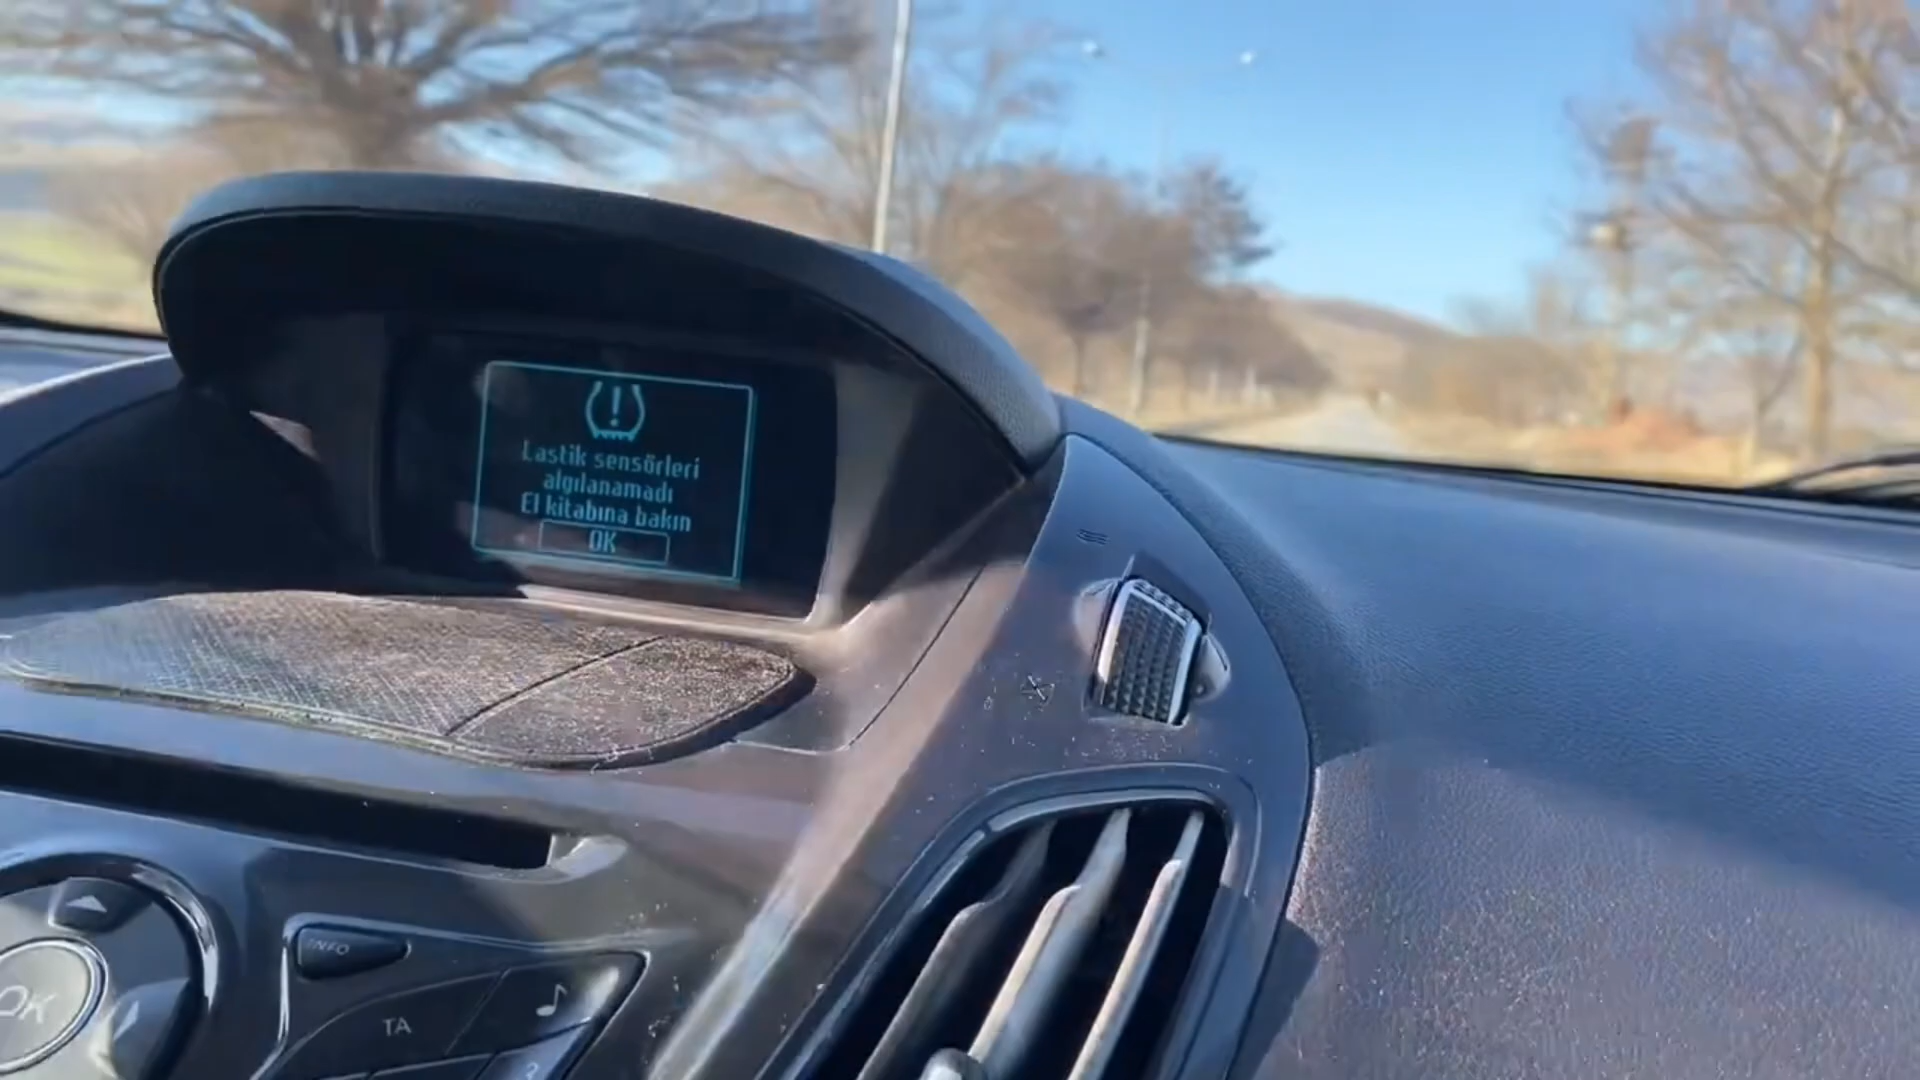 Lastik sensörleri
algılanamadı
El kitabına bakın
OK
INFO
OK
TA